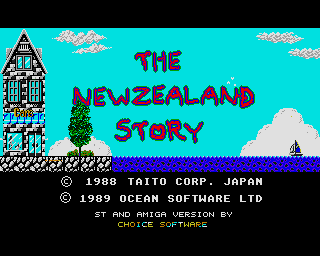 THE
NEWZEALAND
STORY
© 1988 TAITO CORP. JAPAN
© 1989 OCEAN SOFTWARE LTD
ST AND AMIGA VERSION BY
CHOICE SOFTWARE